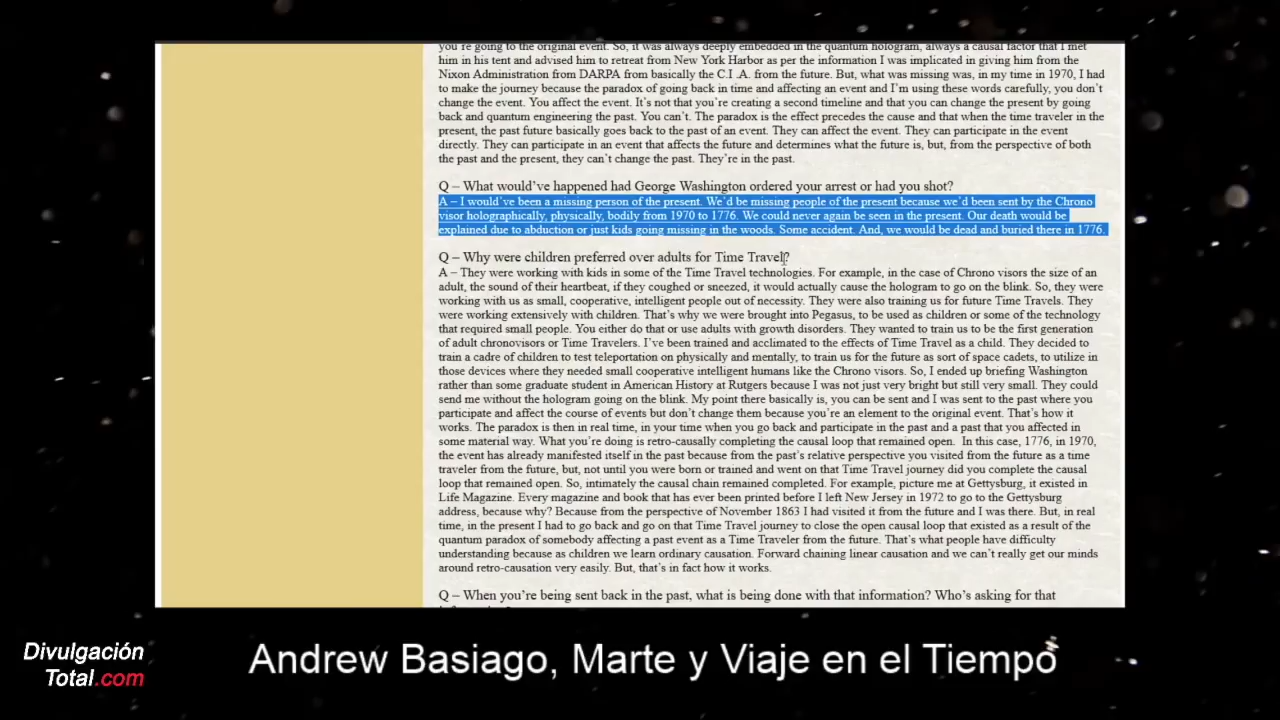 you're going to the original event. So, it was always deeply embedded in the quantum hologram, always a causal factor that I met
him in his tent and advised him to retreat from New York Harbor as per the information I was implicated in giving him from the
Nixon Administration from DARPA from basically the C.I .A. from the future. But, what was missing was, in my time in 1970, I had
to make the journey because the paradox of going back in time and affecting an event and I'm using these words carefully, you don't
change the event. You affect the event. It's not that you're creating a second timeline and that you can change the present by going
back and quantum engineering the past. You can't. The paradox is the effect precedes the cause and that when the time traveler in the
present, the past future basically goes back to the past of an event. They can affect the event. They can participate in the event
directly. They can participate in an event that affects the future and determines what the future is, but, from the perspective of both
the past and the present, they can't change the past. They're in the past.
Q – What would've happened had George Washington ordered your arrest or had you shot?
A – I would've been a missing person of the present. We'd be missing people of the present because we'd been sent by the Chrono
visor holographically, physically, bodily from 1970 to 1776. We could never again be seen in the present. Our death would be
explained due to abduction or just kids going missing in the woods. Some accident. And, we would be dead and buried there in 1776.
Q – Why were children preferred over adults for Time Travel?
A – They were working with kids in some of the Time Travel technologies. For example, in the case of Chrono visors the size of an
adult, the sound of their heartbeat, if they coughed or sneezed, it would actually cause the hologram to go on the blink. So, they were
working with us as small, cooperative, intelligent people out of necessity. They were also training us for future Time Travels. They
were working extensively with children. That's why we were brought into Pegasus, to be used as children or some of the technology
that required small people. You either do that or use adults with growth disorders. They wanted to train us to be the first generation
of adult chronovisors or Time Travelers. I've been trained and acclimated to the effects of Time Travel as a child. They decided to
train a cadre of children to test teleportation on physically and mentally, to train us for the future as sort of space cadets, to utilize in
those devices where they needed small cooperative intelligent humans like the Chrono visors. So, I ended up briefing Washington
rather than some graduate student in American History at Rutgers because I was not just very bright but still very small. They could
send me without the hologram going on the blink. My point there basically is, you can be sent and I was sent to the past where you
participate and affect the course of events but don't change them because you're an element to the original event. That's how it
works. The paradox is then in real time, in your time when you go back and participate in the past and a past that you affected in
some material way. What you're doing is retro-causally completing the causal loop that remained open. In this case, 1776, in 1970,
the event has already manifested itself in the past because from the past's relative perspective you visited from the future as a time
traveler from the future, but, not until you were born or trained and went on that Time Travel journey did you complete the causal
loop that remained open. So, intimately the causal chain remained completed. For example, picture me at Gettysburg, it existed in
Life Magazine. Every magazine and book that has ever been printed before I left New Jersey in 1972 to go to the Gettysburg
address, because why? Because from the perspective of November 1863 I had visited it from the future and I was there. But, in real
time, in the present I had to go back and go on that Time Travel journey to close the open causal loop that existed as a result of the
quantum paradox of somebody affecting a past event as a Time Traveler from the future. That's what people have difficulty
understanding because as children we learn ordinary causation. Forward chaining linear causation and we can't really get our minds
around retro-causation very easily. But, that's in fact how it works.
Q – When you're being sent back in the past, what is being done with that information? Who's asking for that
Divulgación
Total.com
Andrew Basiago, Marte y Viaje en el Tiempo